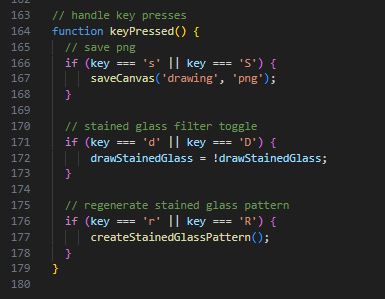 163 // handle key presses
164 function keyPressed() {
165 // save png
166 if (key === 's' || key === 'S') {
167 saveCanvas('drawing', 'png');
168 }
169
170 // stained glass filter toggle
171 if (key === 'd' || key === 'D') {
172 drawStainedGlass = !drawStainedGlass;
173 }
174
175 // regenerate stained glass pattern
176 if (key === 'r' || key === 'R') {
177 createStainedGlassPattern();
178 }
179 }
180